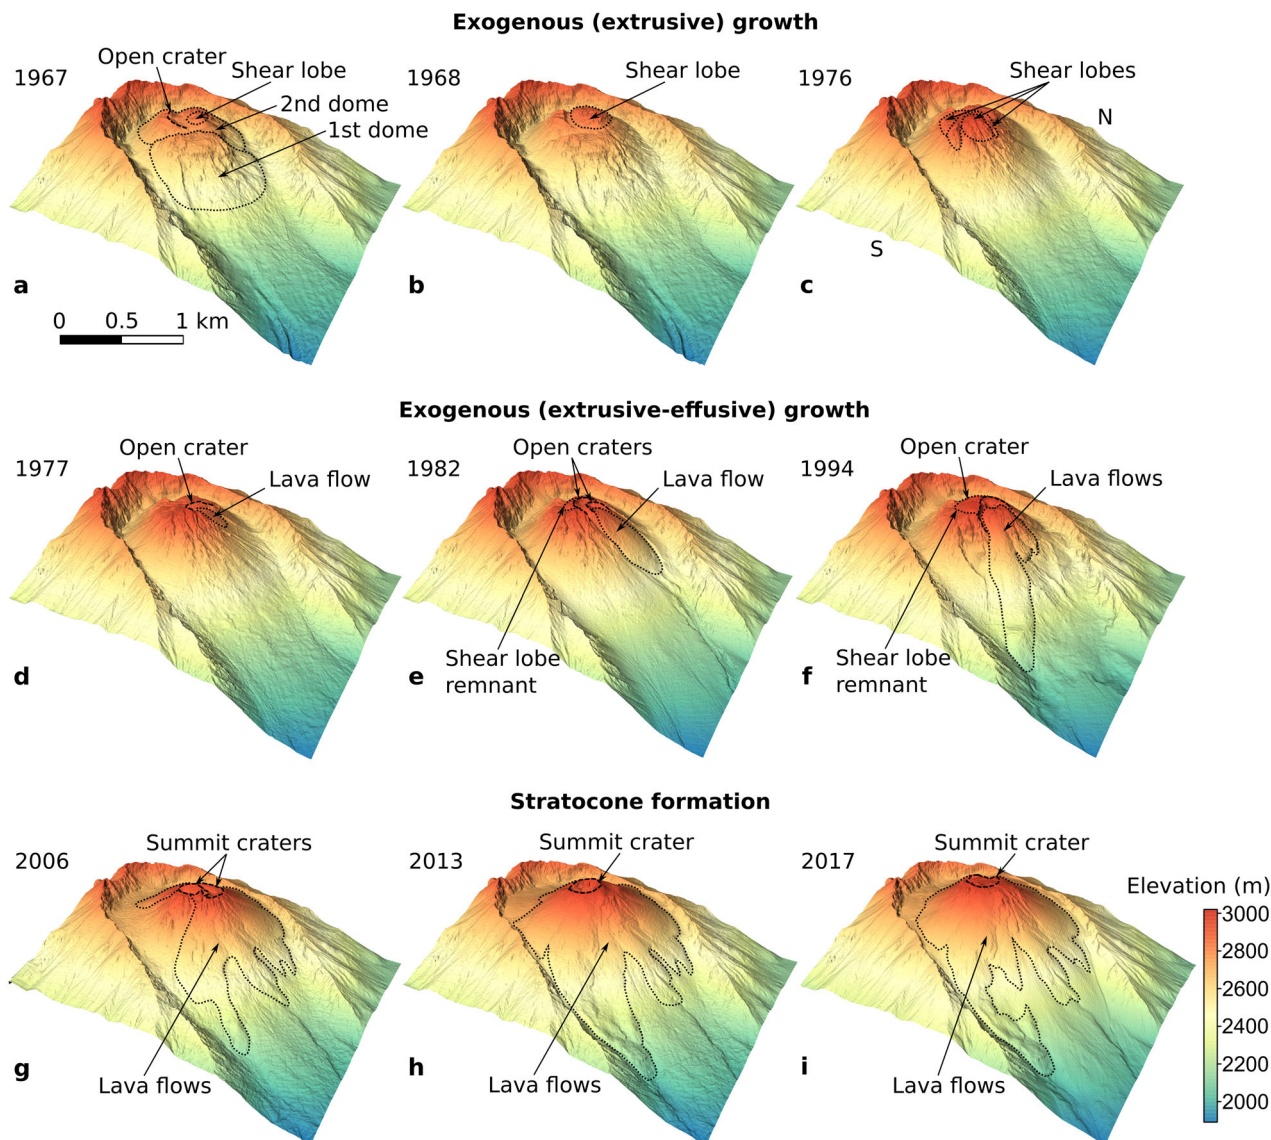 Exogenous (extrusive) growth
1967
Open crater
Shear lobe
2nd dome
1st dome
a
0 0.5 1 km
1968
Shear lobe
b
1976
Shear lobes
N
S
c
Exogenous (extrusive-effusive) growth
1977
Open crater
Lava flow
d
1982
Open craters
Lava flow
Shear lobe
remnant
e
1994
Open crater
Lava flows
Shear lobe
remnant
f
Stratocone formation
2006
Summit craters
Lava flows
g
2013
Summit crater
Lava flows
h
2017
Summit crater
Lava flows
i
Elevation (m)
3000
2800
2600
2400
2200
2000